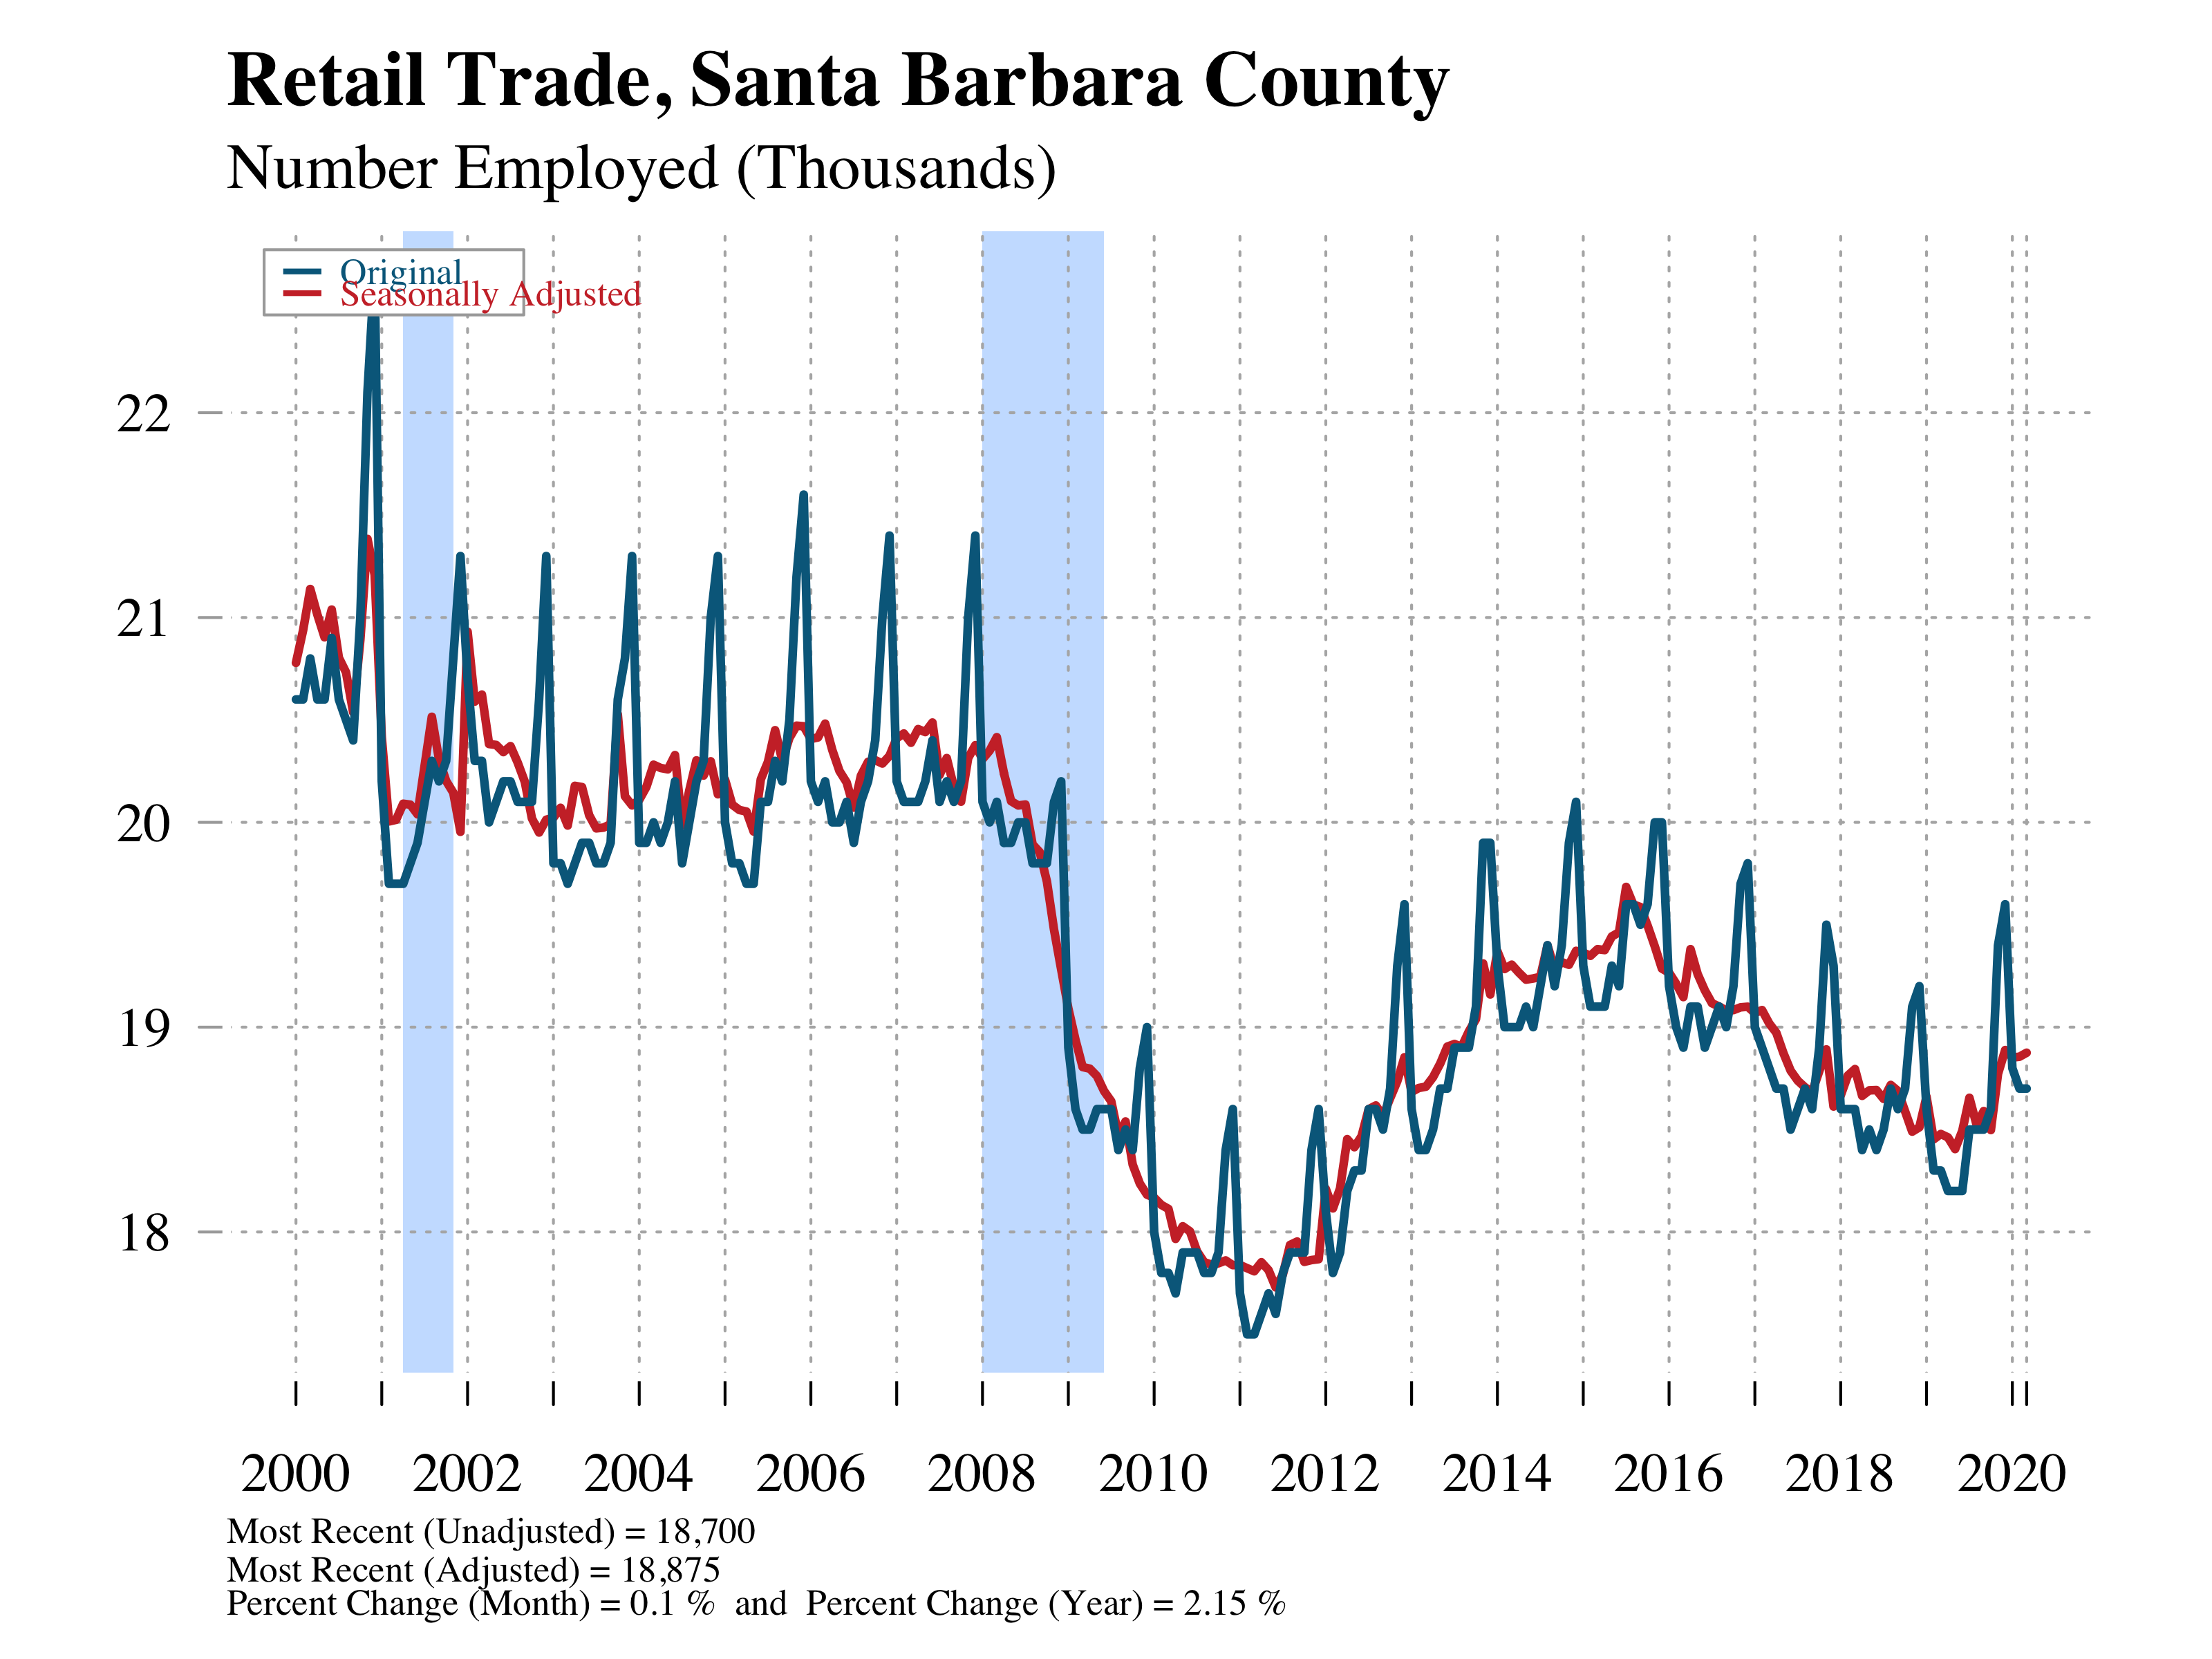 Retail Trade, Santa Barbara County
Number Employed (Thousands)
Original
Seasonally Adjusted
22
21
20
19
18
2000 2002 2004 2006 2008 2010 2012 2014 2016 2018 2020
Most Recent (Unadjusted) = 18,700
Most Recent (Adjusted) = 18,875
Percent Change (Month) = 0.1 % and Percent Change (Year) = 2.15 %